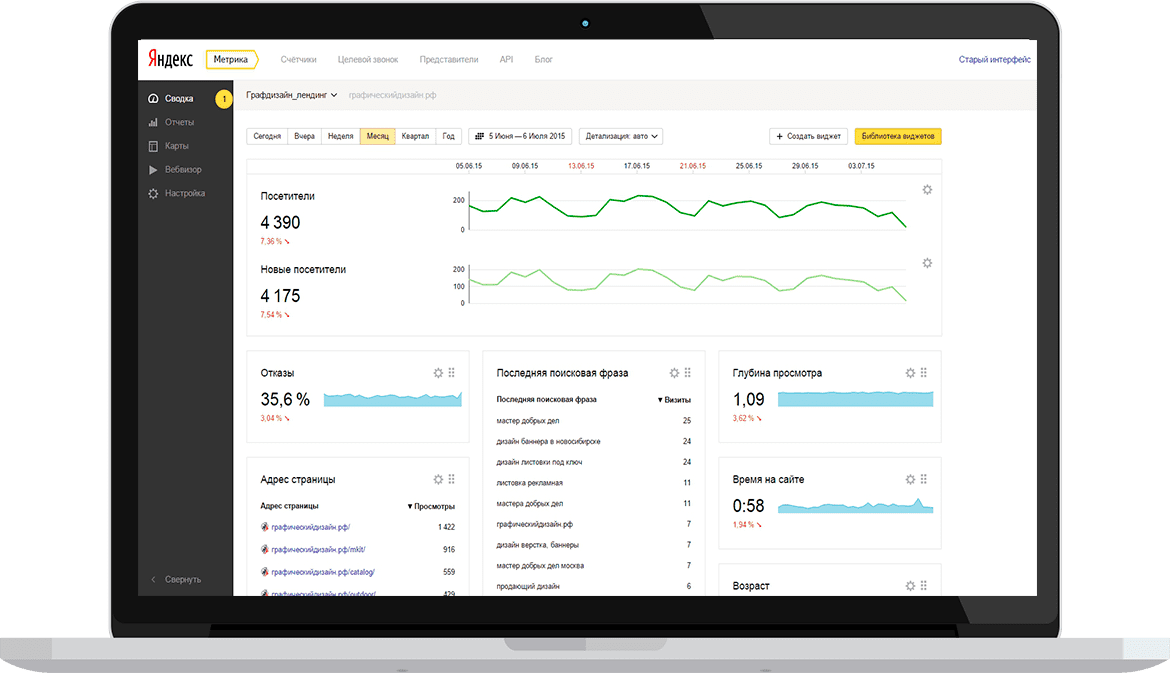 Яндекс Метрика Счётчики Целевой звонок Представители API Блог Старый интерфейс
Сводка 1 Графдизайн_лендинг графическийдизайн.рф
Отчеты
Карты
Вебвизор
Настройка
Свернуть
Сегодня Вчера Неделя Месяц Квартал Год 5 Июня — 6 Июля 2015 Детализация: авто + Создать виджет Библиотека виджетов
05.06.15 09.06.15 13.06.15 17.06.15 21.06.15 25.06.15 29.06.15 03.07.15
Посетители
4 390
7,36 %
200
0
Новые посетители
4 175
7,54 %
200
100
0
Отказы
35,6 %
3,04 %
Адрес страницы
Адрес страницы ▼ Просмотры
графическийдизайн.рф/ 1 422
графическийдизайн.рф/mklt/ 916
графическийдизайн.рф/catalog/ 559
графическийдизайн.рф/outdoor/ 429
Последняя поисковая фраза
Последняя поисковая фраза ▼ Визиты
мастер добрых дел 25
дизайн баннера в новосибирске 24
дизайн листовки под ключ 24
листовка рекламная 11
мастера добрых дел 11
графическийдизайн.рф 7
дизайн верстка, баннеры 7
мастер добрых дел москва 7
продающий дизайн 6
Глубина просмотра
1,09
3,62 %
Время на сайте
0:58
1,94 %
Возраст